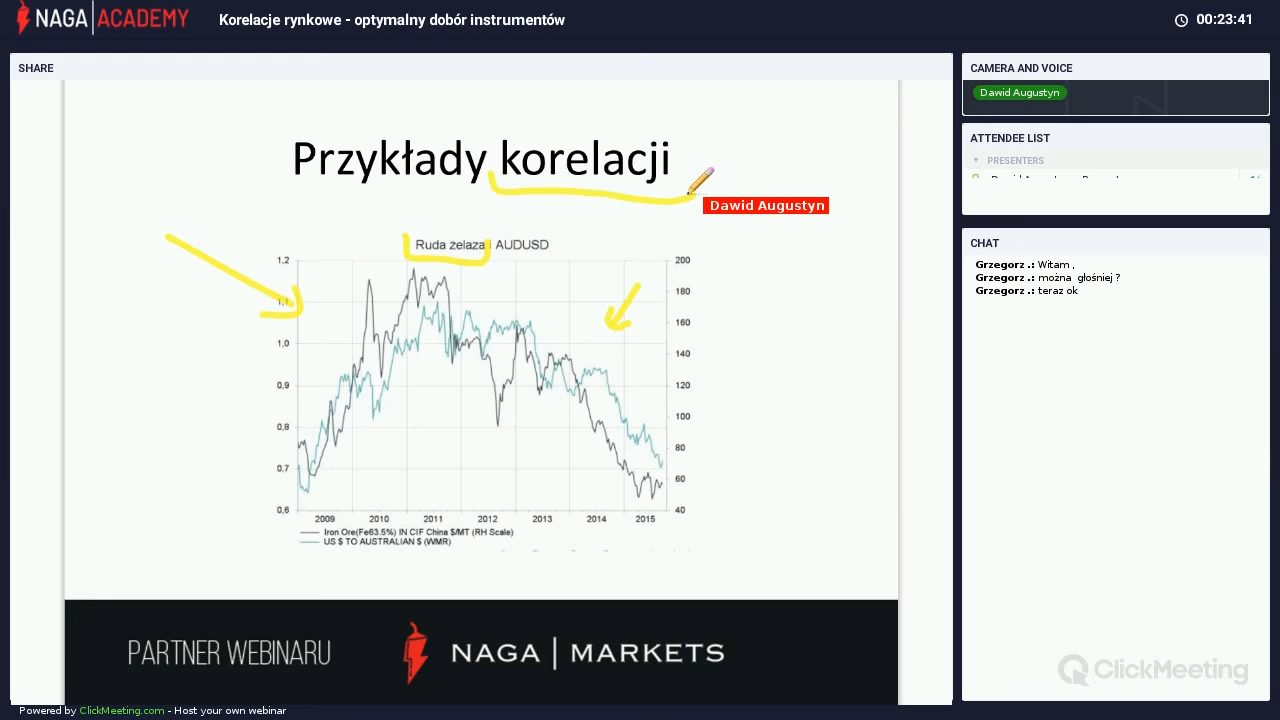 NAGA | ACADEMY
Korelacje rynkowe - optymalny dobór instrumentów
00:23:41
SHARE
Przykłady korelacji
Dawid Augustyn
Ruda żelaza i AUDUSD
1,2
1,1
1,0
0,9
0,8
0,7
0,6
200
180
160
140
120
100
80
60
40
2009 2010 2011 2012 2013 2014 2015
Iron Ore(Fe63.5%) IN CIF China $/MT (RH Scale)
US $ TO AUSTRALIAN $ (WMR)
PARTNER WEBINARU
NAGA | MARKETS
CAMERA AND VOICE
Dawid Augustyn
ATTENDEE LIST
PRESENTERS
CHAT
Grzegorz .: Witam ,
Grzegorz .: można głośniej ?
Grzegorz .: teraz ok
ClickMeeting
Powered by ClickMeeting.com - Host your own webinar